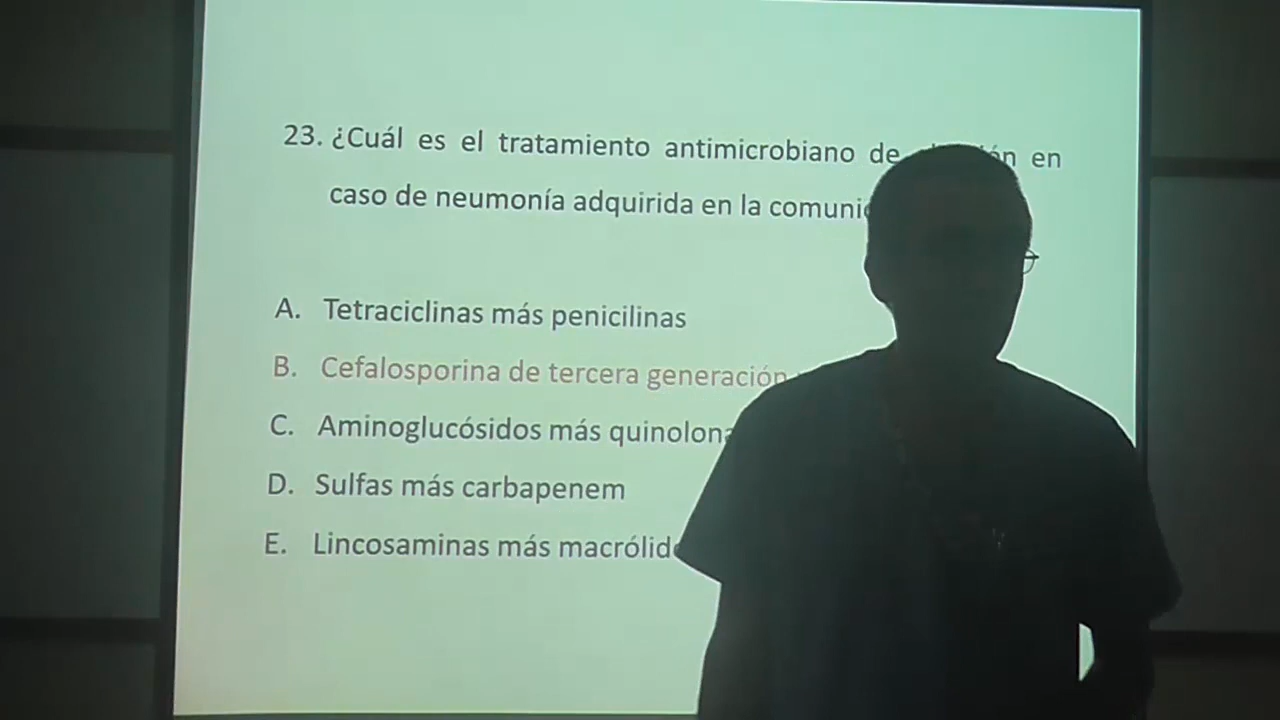 23. ¿Cuál es el tratamiento antimicrobiano de en
caso de neumonía adquirida en la
A. Tetraciclinas más penicilinas
B. Cefalosporina de tercera generación
C. Aminoglucósidos más
D. Sulfas más carbapenem
E. Lincosaminas más